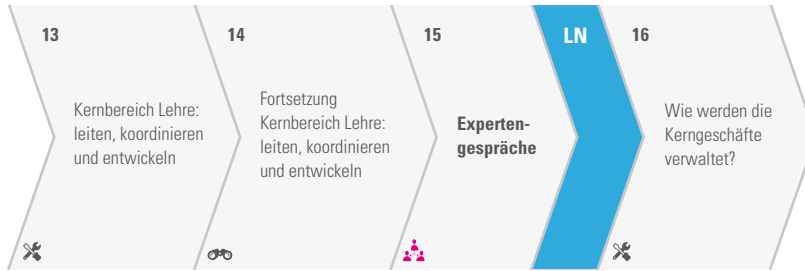 13
Kernbereich Lehre:
leiten, koordinieren
und entwickeln
14
Fortsetzung
Kernbereich Lehre:
leiten, koordinieren
und entwickeln
15
Experten-
gespräche
LN
16
Wie werden die
Kerngeschäfte
verwaltet?